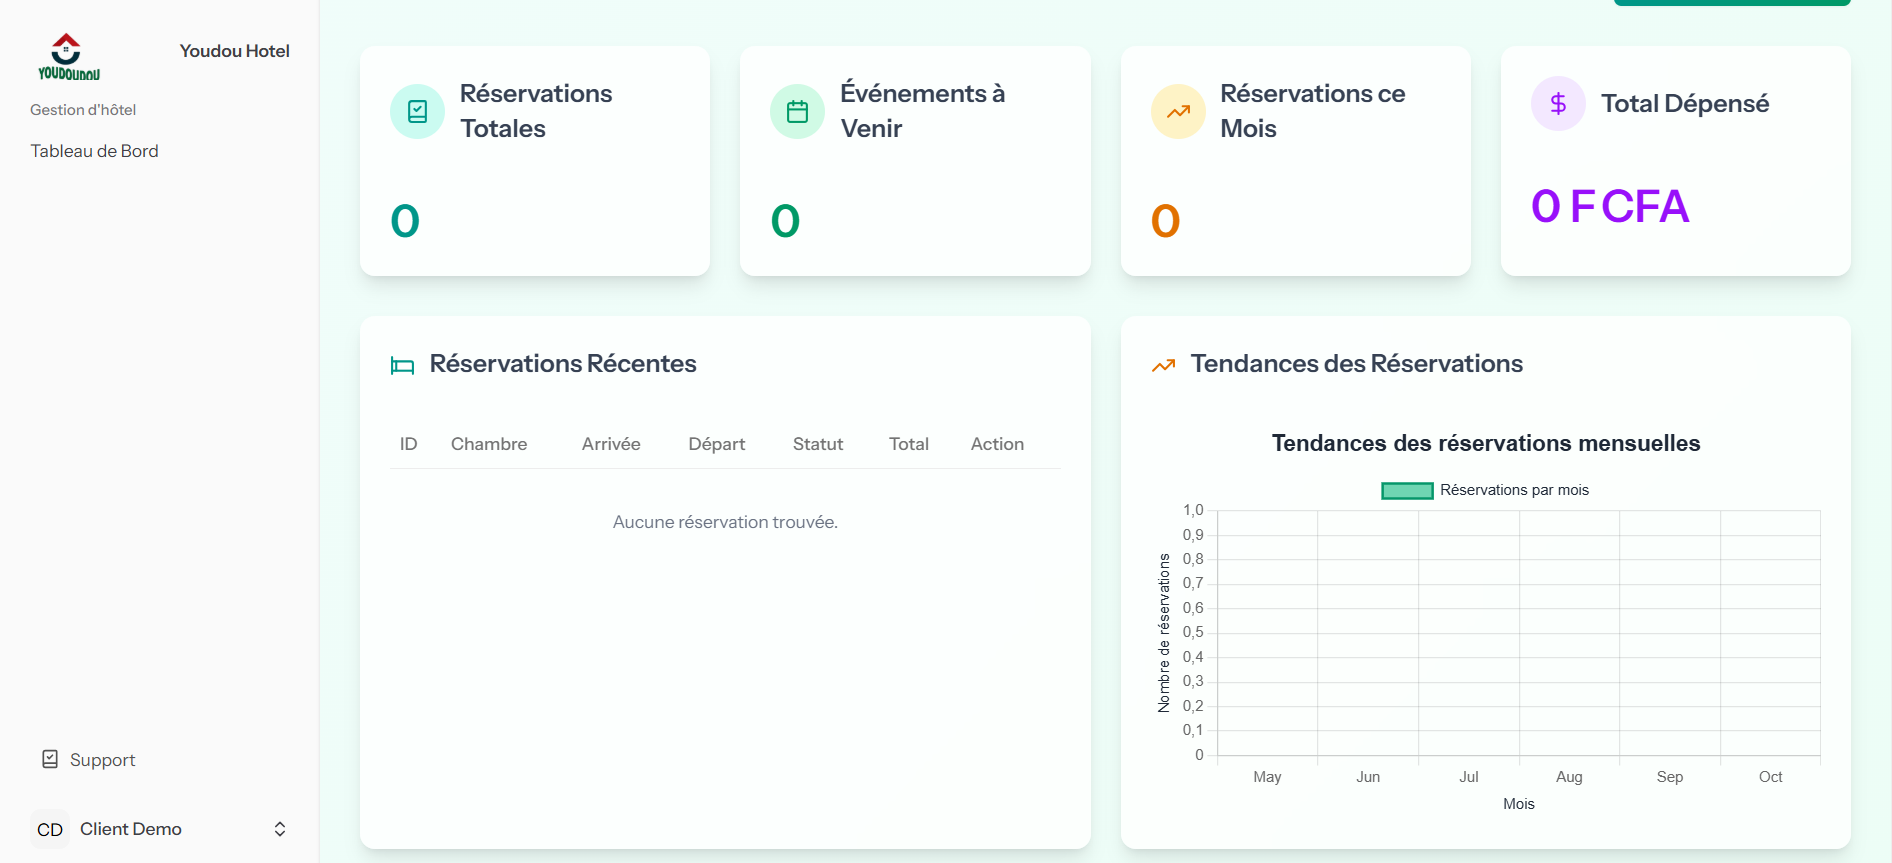 YOUDOUDOU
Youdou Hotel
Gestion d'hôtel
Tableau de Bord
Support
CD
Client Demo
Réservations
Totales
0
Événements à
Venir
0
Réservations ce
Mois
0
Total Dépensé
0 F CFA
Réservations Récentes
ID Chambre Arrivée Départ Statut Total Action
Aucune réservation trouvée.
Tendances des Réservations
Tendances des réservations mensuelles
Réservations par mois
Nombre de réservations
1,0
0,9
0,8
0,7
0,6
0,5
0,4
0,3
0,2
0,1
0
May Jun Jul Aug Sep Oct
Mois